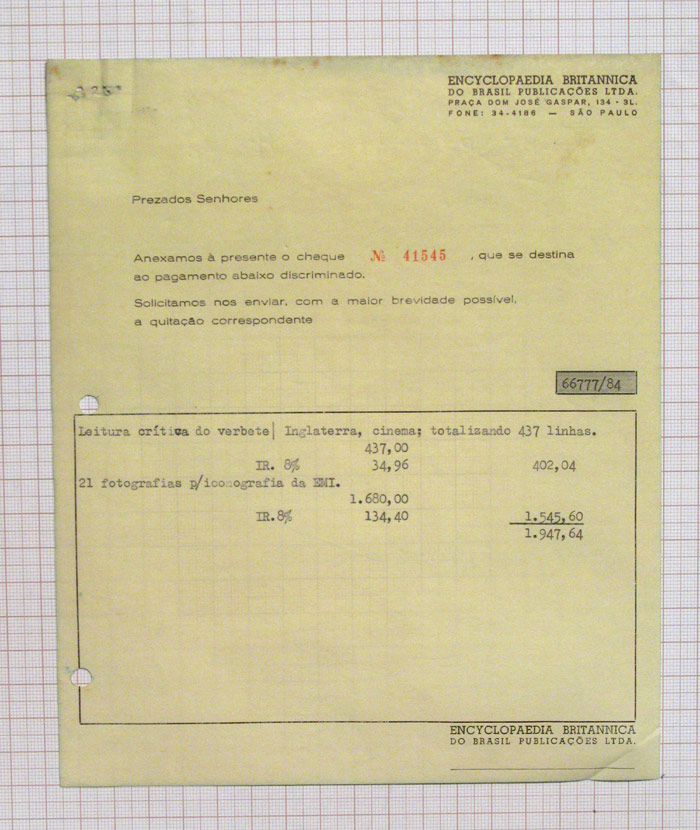 ENCYCLOPAEDIA BRITANNICA
DO BRASIL PUBLICAÇÕES LTDA.
PRAÇA DOM JOSÉ GASPAR, 134 - 3L.
FONE: 34-4186 — SÃO PAULO
Prezados Senhores
Anexamos à presente o cheque № 41545 , que se destina
ao pagamento abaixo discriminado.
Solicitamos nos enviar, com a maior brevidade possível,
a quitação correspondente
66777/84
Leitura crítica do verbete| Inglaterra, cinema; totalizando 437 linhas.
437,00
IR. 8% 34,96 402,04
21 fotografias p/iconografia da EMI.
1.680,00
IR.8% 134,40 1.545,60
1.947,64
ENCYCLOPAEDIA BRITANNICA
DO BRASIL PUBLICAÇÕES LTDA.